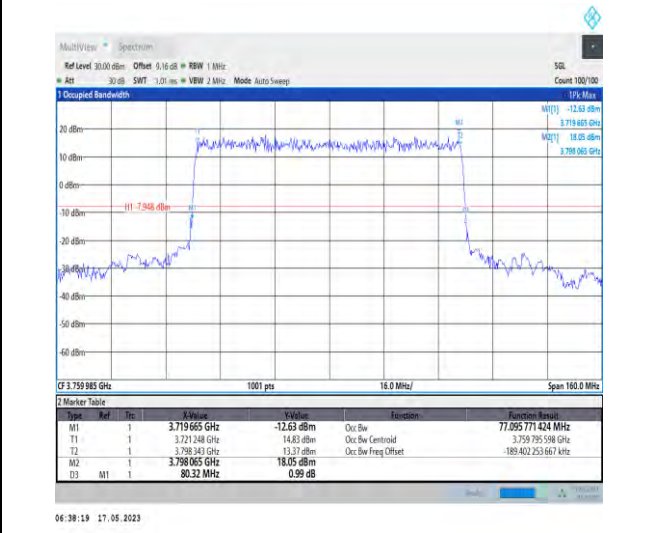 MultiView Spectrum
Ref Level 30.00 dBm Offset 9.16 dB RBW 1 MHz SGL
Att 30 dB SWT 1.01 ms VBW 2 MHz Mode Auto Sweep Count 100/100
1 Occupied Bandwidth 1Pk Max
M1[1] -12.63 dBm
3.719 665 GHz
M2[1] 18.05 dBm
3.798 065 GHz
M2
20 dBm
10 dBm
0 dBm
H1 -7.948 dBm
-10 dBm
-20 dBm
-30 dBm
-40 dBm
-50 dBm
-60 dBm
CF 3.759 985 GHz 1001 pts 16.0 MHz/ Span 160.0 MHz
2 Marker Table
Type Ref Trc X-Value Y-Value Function Function Result
M1 1 3.719 665 GHz -12.63 dBm Occ Bw 77.095 771 424 MHz
T1 1 3.721 248 GHz 14.83 dBm Occ Bw Centroid 3.759 795 598 GHz
T2 1 3.798 343 GHz 13.37 dBm Occ Bw Freq Offset -189.402 253 667 kHz
M2 1 3.798 065 GHz 18.05 dBm
D3 M1 1 80.32 MHz 0.99 dB
06:38:19 17.05.2023